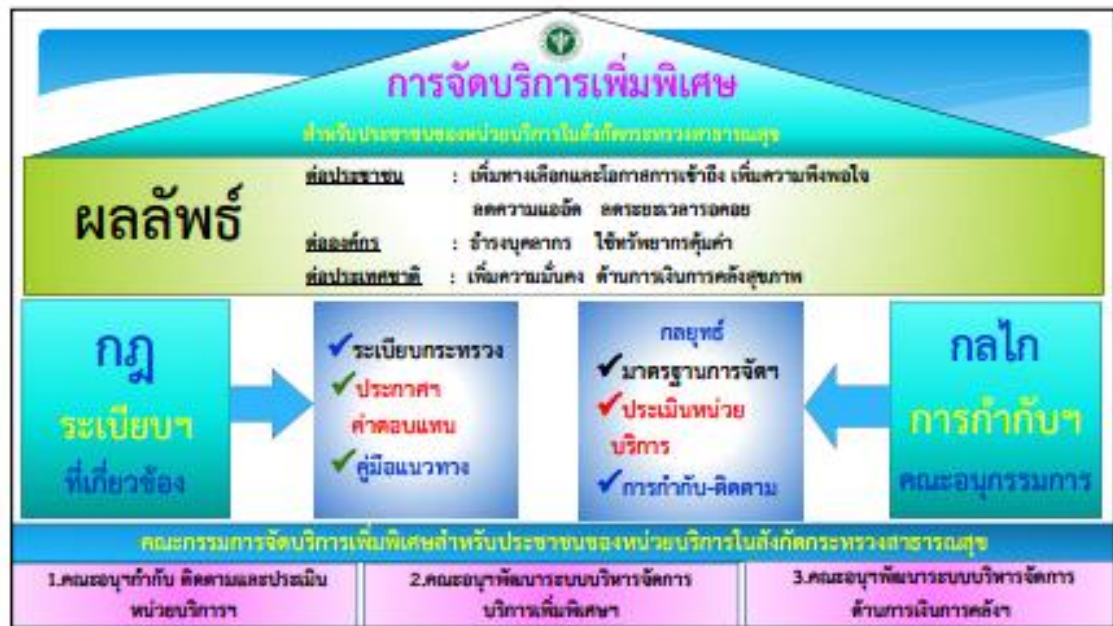 การจัดบริการเพิ่มพิเศษ
สำหรับประชาชนของหน่วยบริการในสังกัดกระทรวงสาธารณสุข
ผลลัพธ์
ต่อประชาชน : เพิ่มทางเลือกและโอกาสการเข้าถึง เพิ่มความพึงพอใจ
ลดความแออัด ลดระยะเวลารอคอย
ต่อองค์กร : ธำรงบุคลากร ใช้ทรัพยากรคุ้มค่า
ต่อประเทศชาติ : เพิ่มความมั่นคง ด้านการเงินการคลังสุขภาพ
กฎ
ระเบียบฯ
ที่เกี่ยวข้อง
ระเบียบกระทรวง
ประกาศฯ
ค่าตอบแทน
คู่มือแนวทาง
กลยุทธ์
มาตรฐานการจัดฯ
ประเมินหน่วย
บริการ
การกำกับ-ติดตาม
กลไก
การกำกับฯ
คณะอนุกรรมการ
คณะกรรมการจัดบริการเพิ่มพิเศษสำหรับประชาชนของหน่วยบริการในสังกัดกระทรวงสาธารณสุข
1.คณะอนุฯกำกับ ติดตามและประเมิน
หน่วยบริการฯ
2.คณะอนุฯพัฒนาระบบบริหารจัดการ
บริการเพิ่มพิเศษฯ
3.คณะอนุฯพัฒนาระบบบริหารจัดการ
ด้านการเงินการคลังฯ